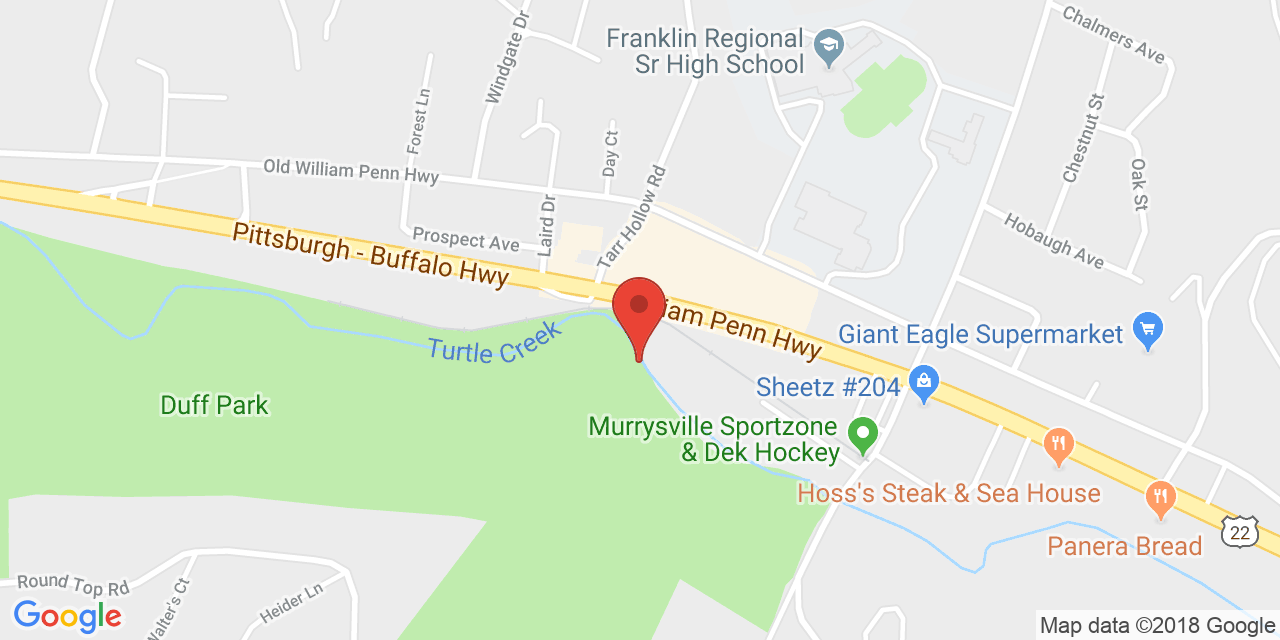 Chalmers Ave
Windgate Dr
Franklin Regional
Sr High School
Forest Ln
Chestnut St
Day Ct
Old William Penn Hwy
Oak St
Tarr Hollow Rd
Laird Dr
Prospect Ave
Hobaugh Ave
Pittsburgh - Buffalo Hwy
iam Penn Hwy
Turtle Creek
Giant Eagle Supermarket
Sheetz #204
Duff Park
Murrysville Sportzone
& Dek Hockey
Hoss's Steak & Sea House
22
Panera Bread
Round Top Rd
Walter's Ct
Heider Ln
Google
Map data ©2018 Google